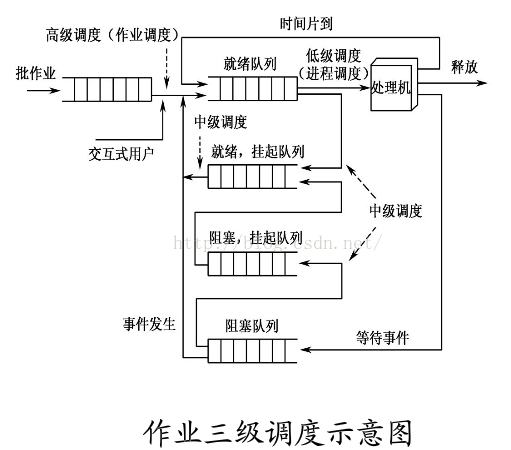 时间片到
高级调度（作业调度）
就绪队列
低级调度
（进程调度）
处理机
释放
批作业
交互式用户
中级调度
就绪，挂起队列
中级调度
http://blog.csdn.net/
阻塞，挂起队列
事件发生
阻塞队列
等待事件
作业三级调度示意图